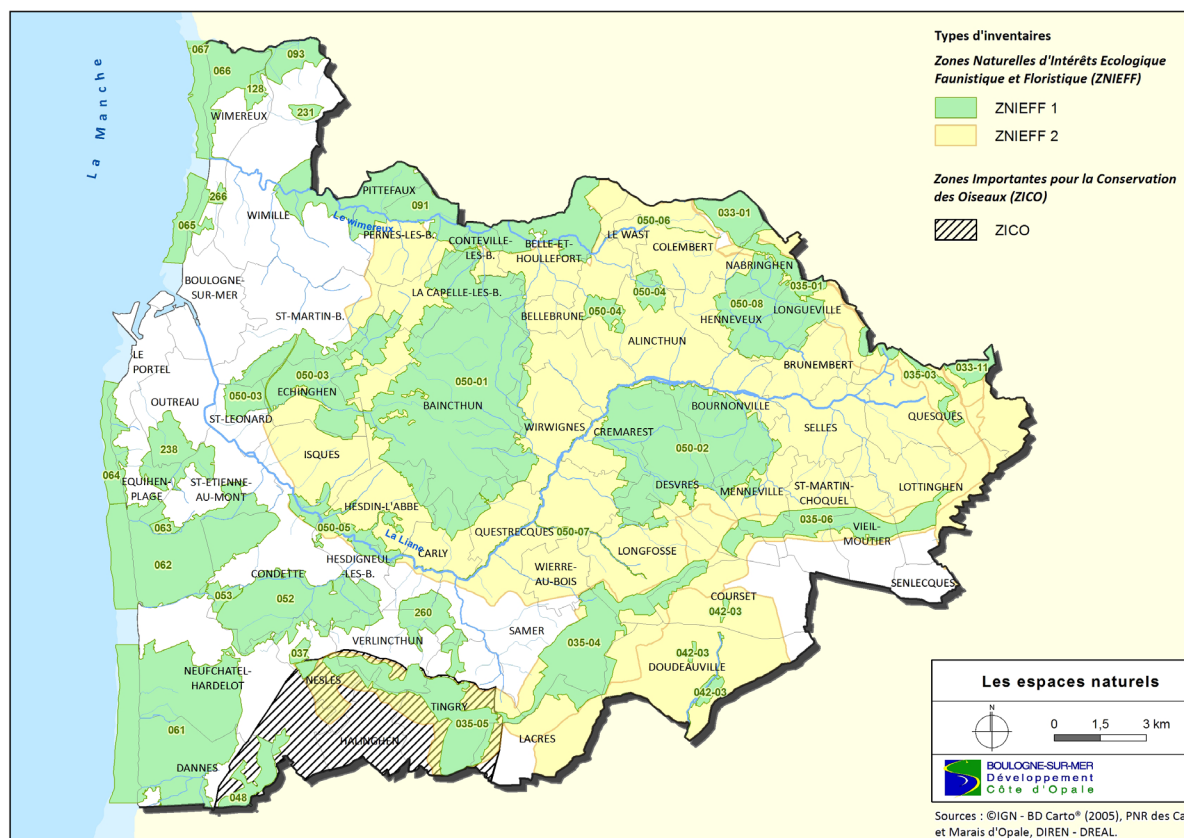 Types d'inventaires
Zones Naturelles d'Intérêts Ecologique
Faunistique et Floristique (ZNIEFF)
ZNIEFF 1
ZNIEFF 2
Zones Importantes pour la Conservation
des Oiseaux (ZICO)
ZICO
La Manche
067
066
093
128
231
WIMEREUX
PITTEFAUX
091
266
WIMILLE
Le wimereux
065
PERNES-LES-B.
CONTEVILLE-
LES-B.
BELLE-ET-
HOULLEFORT
LE WAST
050-06
COLEMBERT
033-01
NABRINGHEN
035-01
BOULOGNE-
SUR-MER
LA CAPELLE-LES-B.
050-04
050-04
050-08
LONGUEVILLE
HENNEVEUX
BELLEBRUNE
ST-MARTIN-B.
ALINCTHUN
LE
PORTEL
BRUNEMBERT
035-03
033-11
050-03
ECHINGHEN
050-01
BAINCTHUN
050-03
OUTREAU
ST-LEONARD
BOURNONVILLE
QUESQUES
WIRWIGNES
CREMAREST
SELLES
238
050-02
ISQUES
064
EQUIHEN-
PLAGE
ST-ETIENNE-
AU-MONT
DESVRES
MENNEVILLE
ST-MARTIN-
CHOQUEL
LOTTINGHEN
HESDIN-L'ABBE
063
050-05
035-06
VIEIL-
MOUTIER
QUESTRECQUES
050-07
La Liane
CARLY
LONGFOSSE
HESDIGNEUL
-LES-B.
062
WIERRE-
AU-BOIS
CONDETTE
SENLECQUES
053
052
COURSET
042-03
260
SAMER
VERLINCTHUN
035-04
037
042-03
DOUDEAUVILLE
NEUFCHATEL-
HARDELOT
NESLES
042-03
TINGRY
061
035-05
HALINGHEN
LACRES
DANNES
048
Les espaces naturels
N
0 1,5 3 km
BOULOGNE-SUR-MER
Développement
Côte d'Opale
Sources : ©IGN - BD Carto® (2005), PNR des Ca
et Marais d'Opale, DIREN - DREAL.